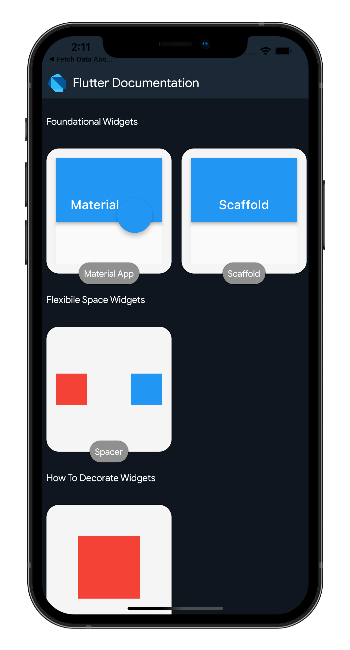 2:11
◀ Fetch Data Ano...
Flutter Documentation
Foundational Widgets
Material
Scaffold
Material App
Scaffold
Flexibile Space Widgets
Spacer
How To Decorate Widgets